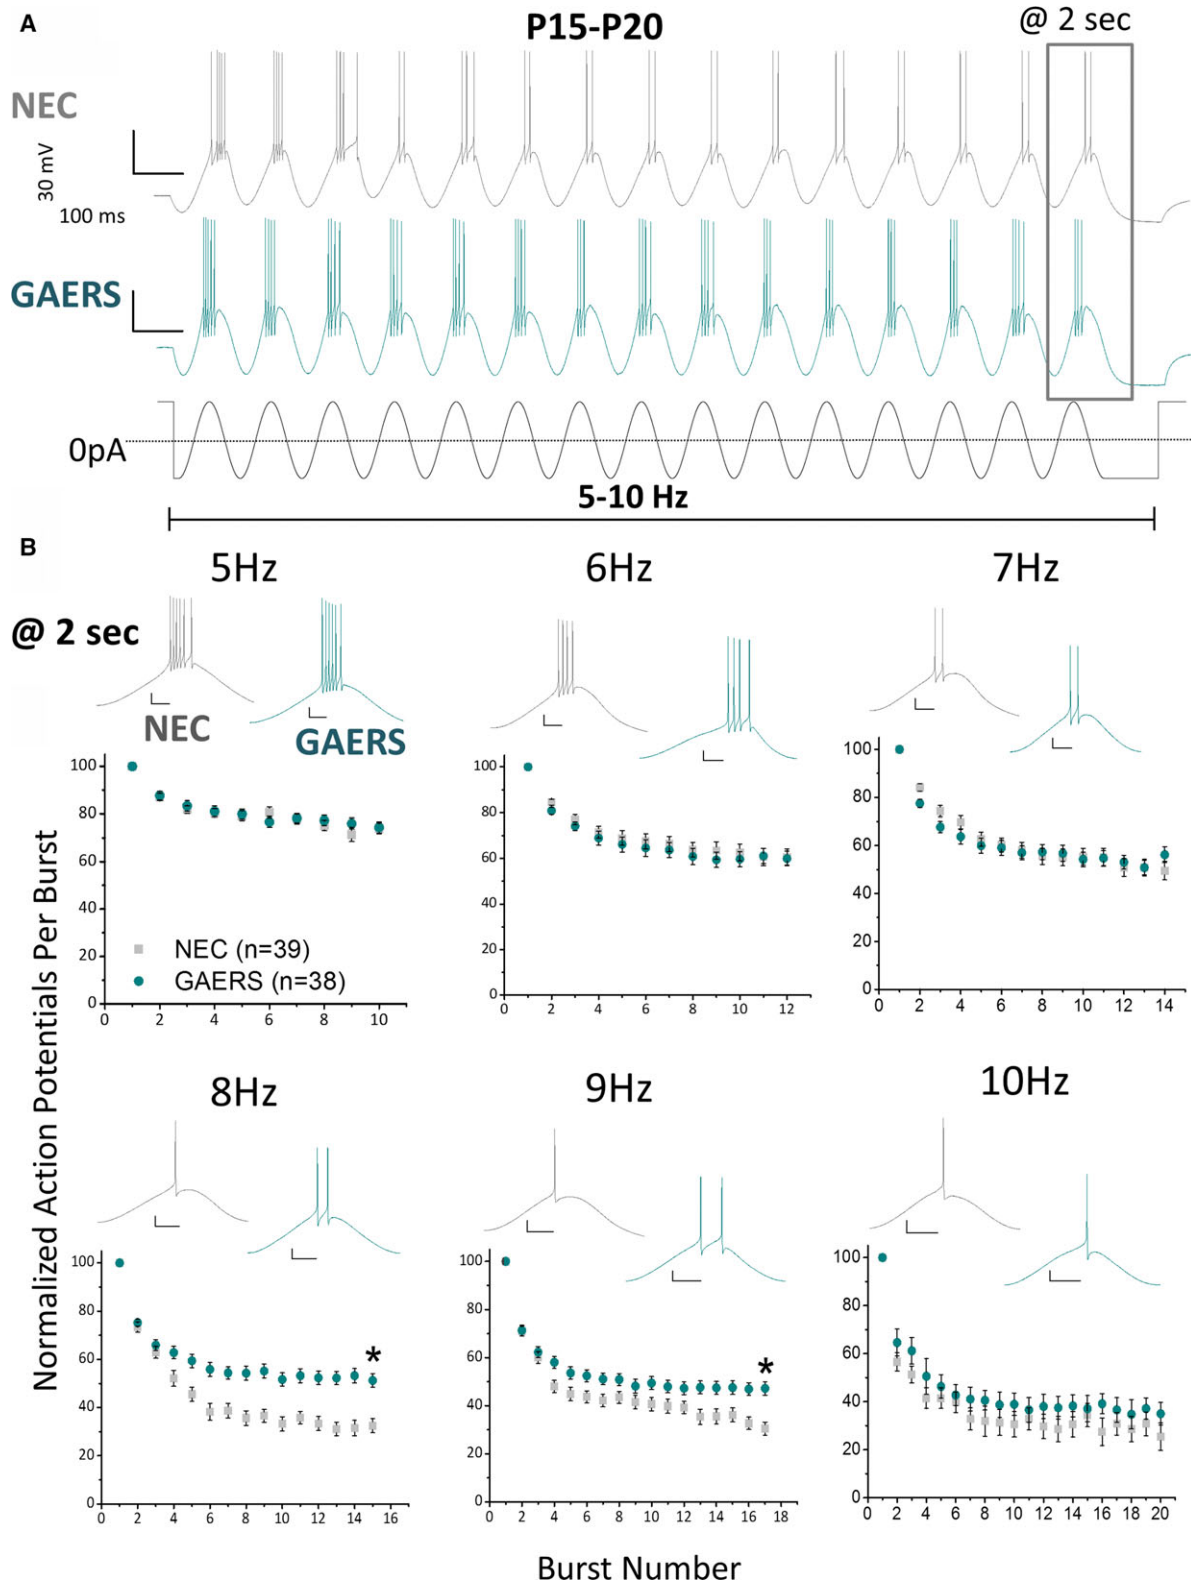 A
P15-P20
@ 2 sec
NEC
30 mV
100 ms
GAERS
0pA
5-10 Hz
B
5Hz
6Hz
7Hz
@ 2 sec
NEC
GAERS
Normalized Action Potentials Per Burst
100
80
60
40
20
0
0 2 4 6 8 10
NEC (n=39)
GAERS (n=38)
100
80
60
40
20
0
0 2 4 6 8 10 12
100
80
60
40
20
0
0 2 4 6 8 10 12 14
8Hz
9Hz
10Hz
100
80
60
40
20
0
0 2 4 6 8 10 12 14 16
*
100
80
60
40
20
0
0 2 4 6 8 10 12 14 16 18
*
100
80
60
40
20
0
0 2 4 6 8 10 12 14 16 18 20
Burst Number